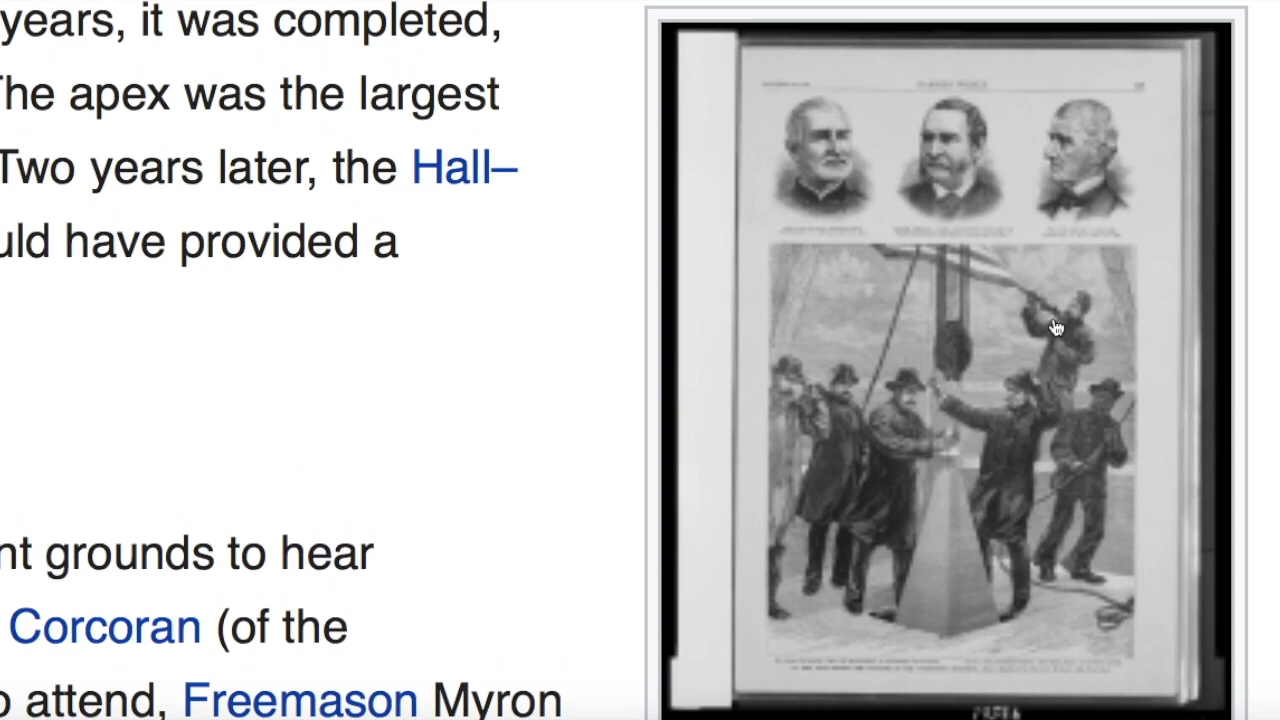 years, it was completed,
The apex was the largest
Two years later, the Hall–
uld have provided a
nt grounds to hear
Corcoran (of the
o attend, Freemason Myron